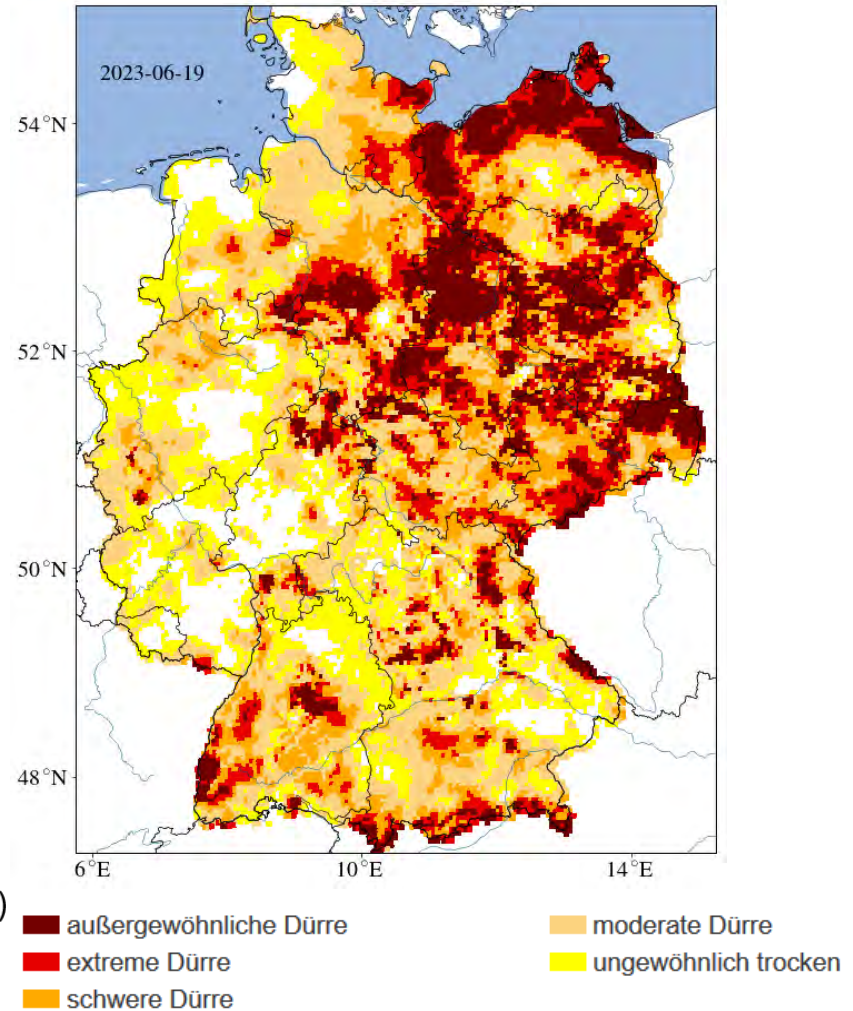 2023-06-19
54°N
52°N
50°N
48°N
6°E 10°E 14°E
)
außergewöhnliche Dürre moderate Dürre
extreme Dürre ungewöhnlich trocken
schwere Dürre